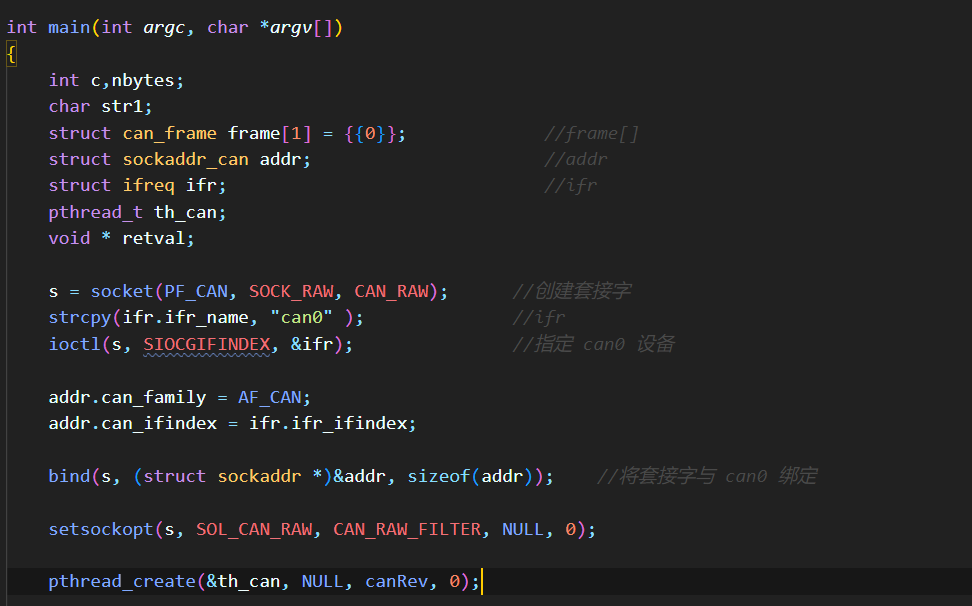 int main(int argc, char *argv[])
{
int c,nbytes;
char str1;
struct can_frame frame[1] = {{0}}; //frame[]
struct sockaddr_can addr; //addr
struct ifreq ifr; //ifr
pthread_t th_can;
void * retval;
s = socket(PF_CAN, SOCK_RAW, CAN_RAW); //创建套接字
strcpy(ifr.ifr_name, "can0" ); //ifr
ioctl(s, SIOCGIFINDEX, &ifr); //指定 can0 设备
addr.can_family = AF_CAN;
addr.can_ifindex = ifr.ifr_ifindex;
bind(s, (struct sockaddr *)&addr, sizeof(addr)); //将套接字与 can0 绑定
setsockopt(s, SOL_CAN_RAW, CAN_RAW_FILTER, NULL, 0);
pthread_create(&th_can, NULL, canRev, 0);